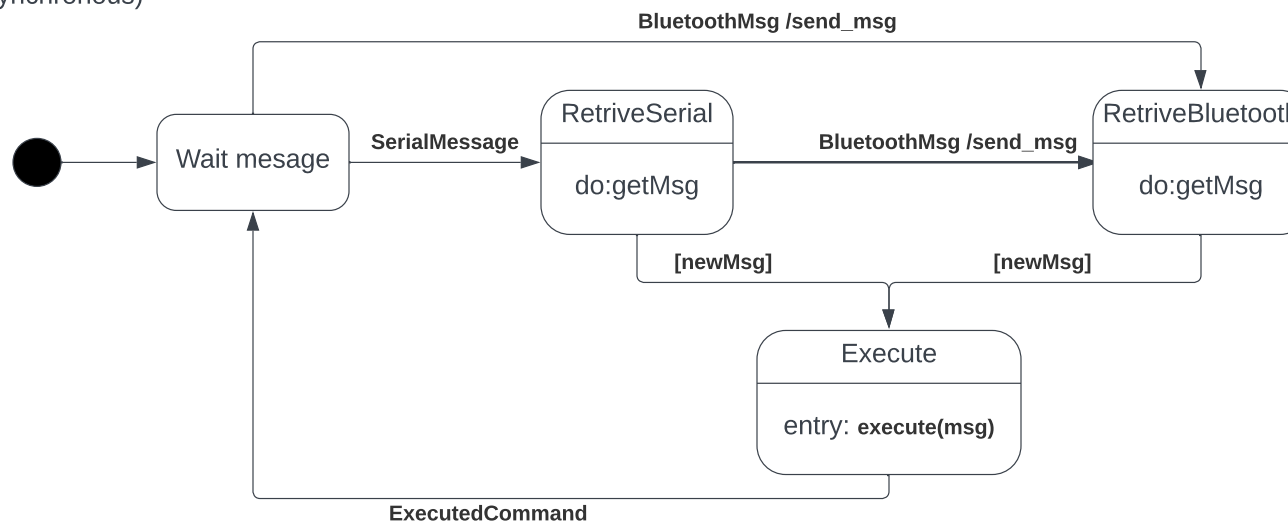 BluetoothMsg /send_msg
RetriveSerial
do:getMsg
Wait mesage
SerialMessage
BluetoothMsg /send_msg
do:getMsg
[newMsg]
[newMsg]
Execute
entry: execute(msg)
ExecutedCommand